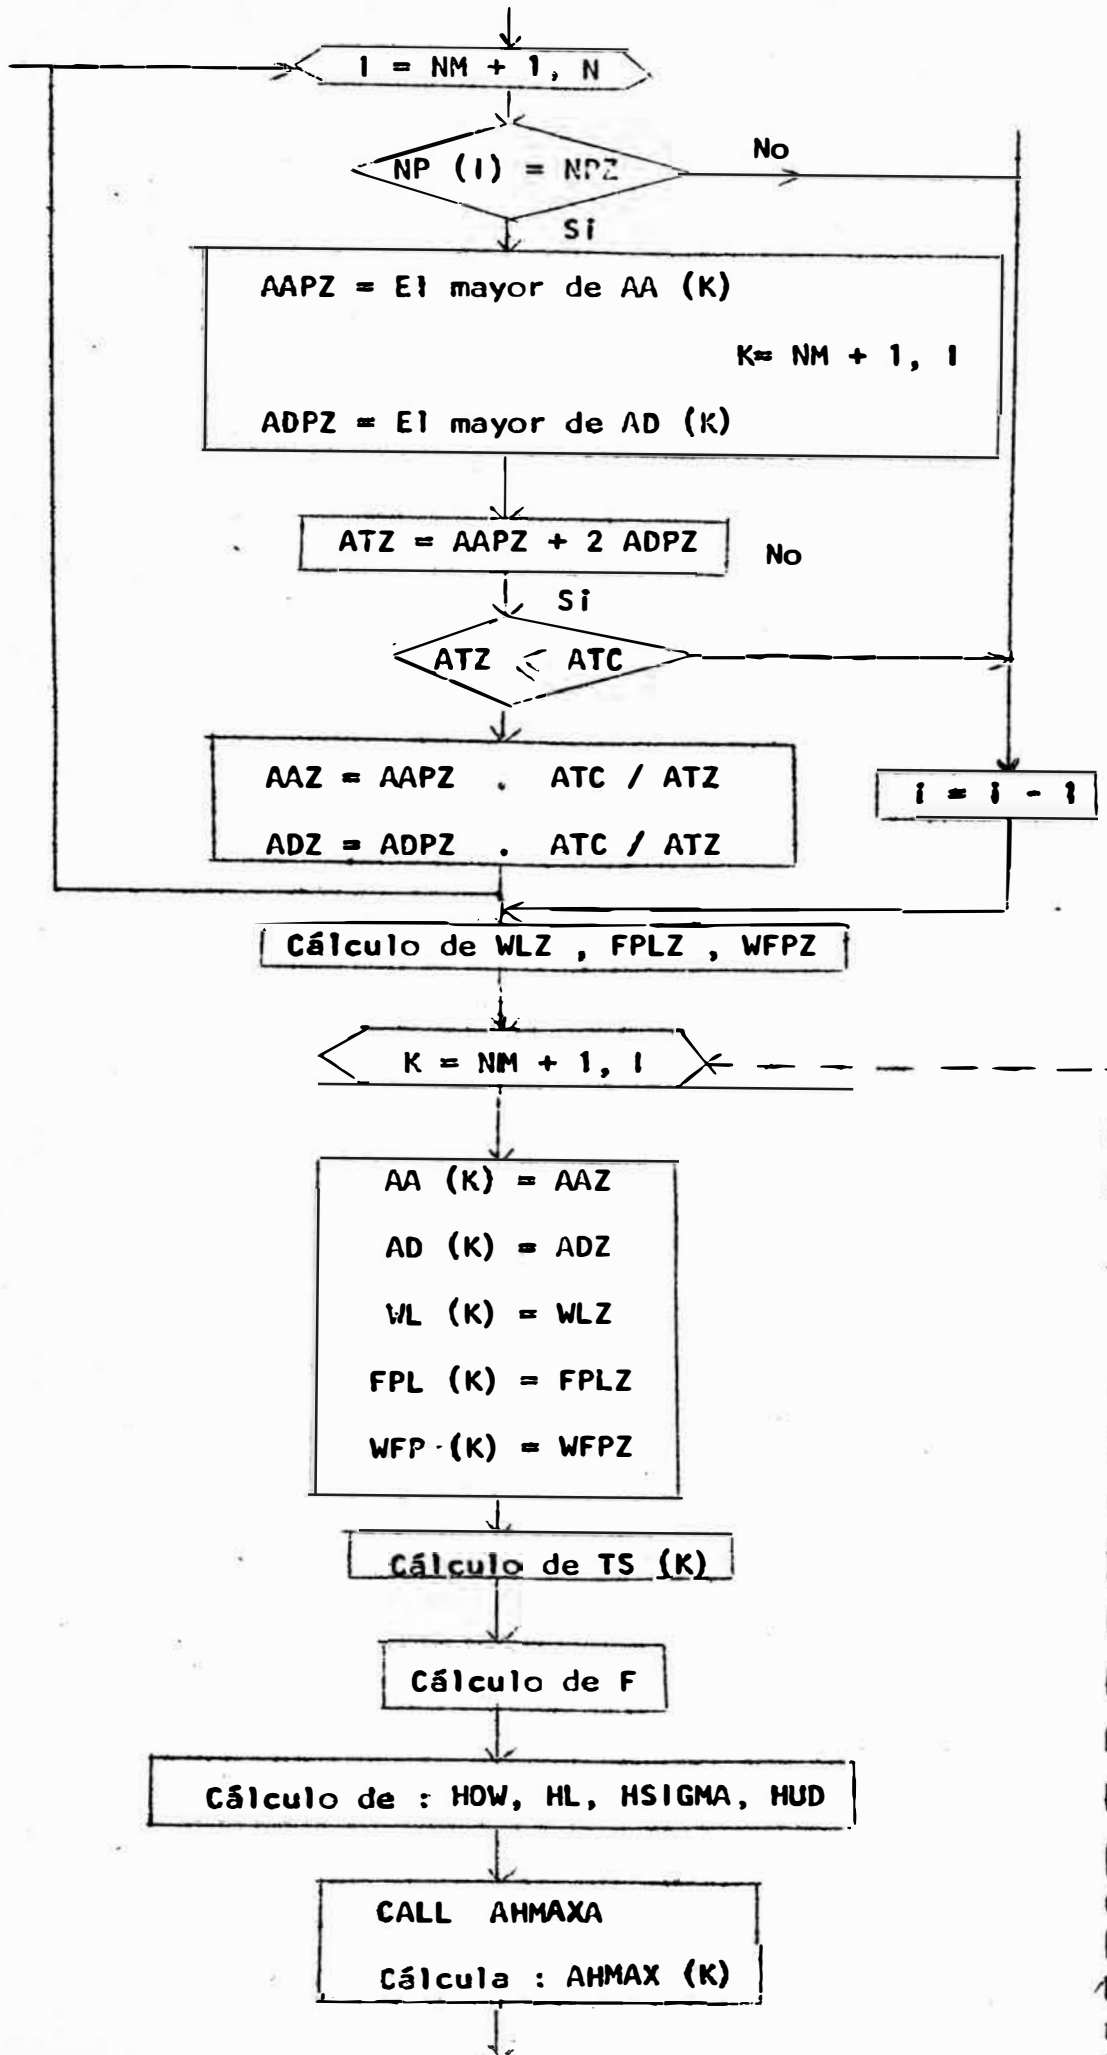 I = NM + 1, N
NP (I) = NPZ
No
Si
AAPZ = El mayor de AA (K)
K= NM + 1, I
ADPZ = El mayor de AD (K)
ATZ = AAPZ + 2 ADPZ
No
Si
ATZ ≤ ATC
AAZ = AAPZ . ATC / ATZ
ADZ = ADPZ . ATC / ATZ
i = i - 1
Cálculo de WLZ , FPLZ , WFPZ
K = NM + 1, I
AA (K) = AAZ
AD (K) = ADZ
WL (K) = WLZ
FPL (K) = FPLZ
WFP (K) = WFPZ
Cálculo de TS (K)
Cálculo de F
Cálculo de : HOW, HL, HSIGMA, HUD
CALL AHMAXA
Cálcula : AHMAX (K)